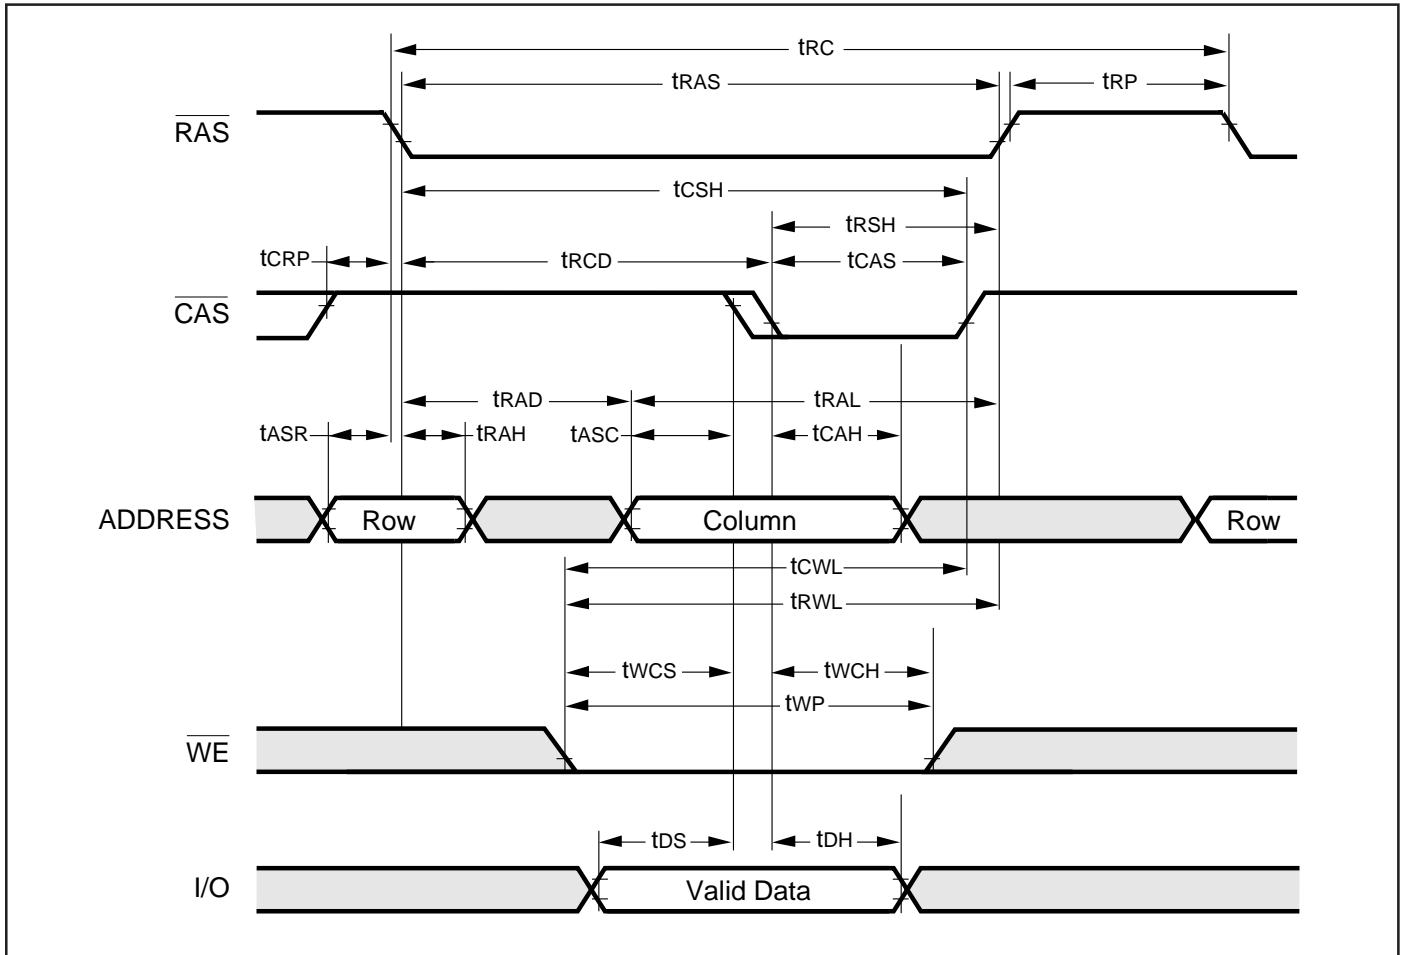 tRC
tRAS
tRP
RAS
tCSH
tRSH
tCRP
tRCD
tCAS
CAS
tRAD
tRAL
tASR
tRAH
tASC
tCAH
ADDRESS
Row
Column
Row
tCWL
tRWL
tWCS
tWCH
tWP
WE
tDS
tDH
I/O
Valid Data